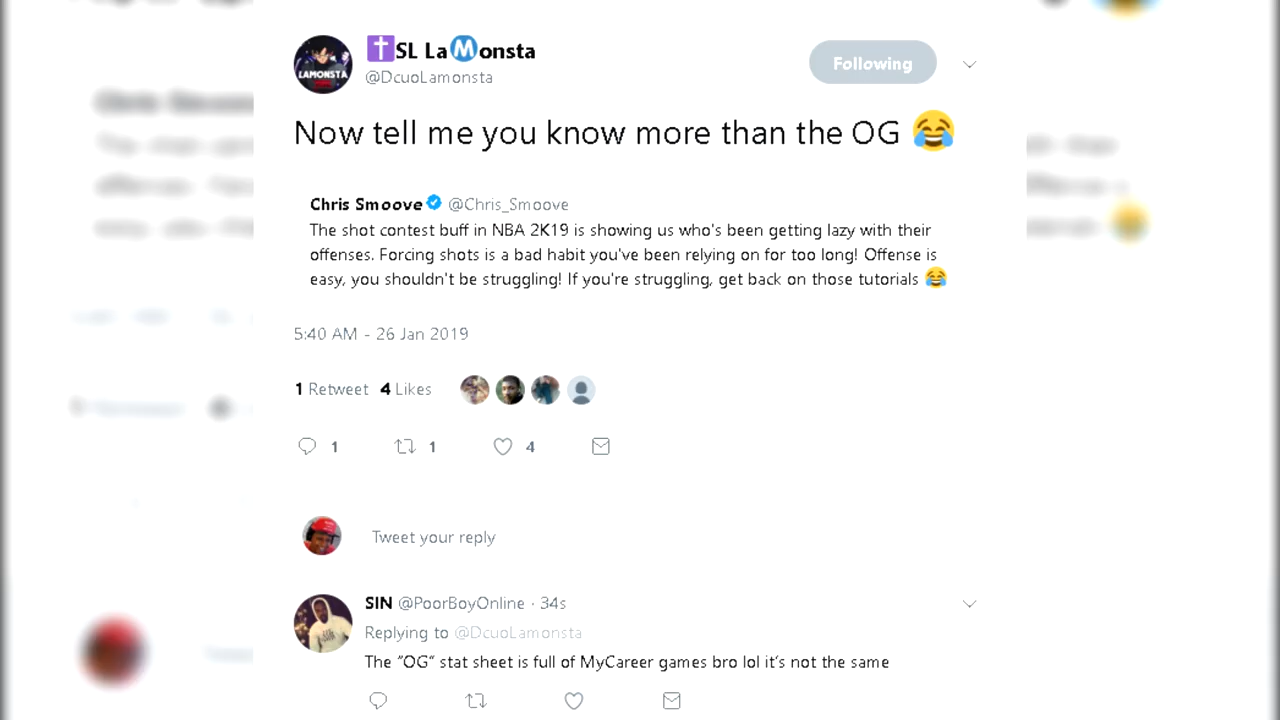 ✝️SL LaⓂ️onsta
Following
@DcuoLamonsta
LAMONSTA
Now tell me you know more than the OG 😂
Chris Smoove @Chris_Smoove
The shot contest buff in NBA 2K19 is showing us who's been getting lazy with their
offenses. Forcing shots is a bad habit you've been relying on for too long! Offense is
easy, you shouldn't be struggling! If you're struggling, get back on those tutorials 😂
5:40 AM - 26 Jan 2019
1 Retweet 4 Likes
1 1 4
Tweet your reply
SIN @PoorBoyOnline · 34s
Replying to @DcuoLamonsta
The "OG" stat sheet is full of MyCareer games bro lol it's not the same